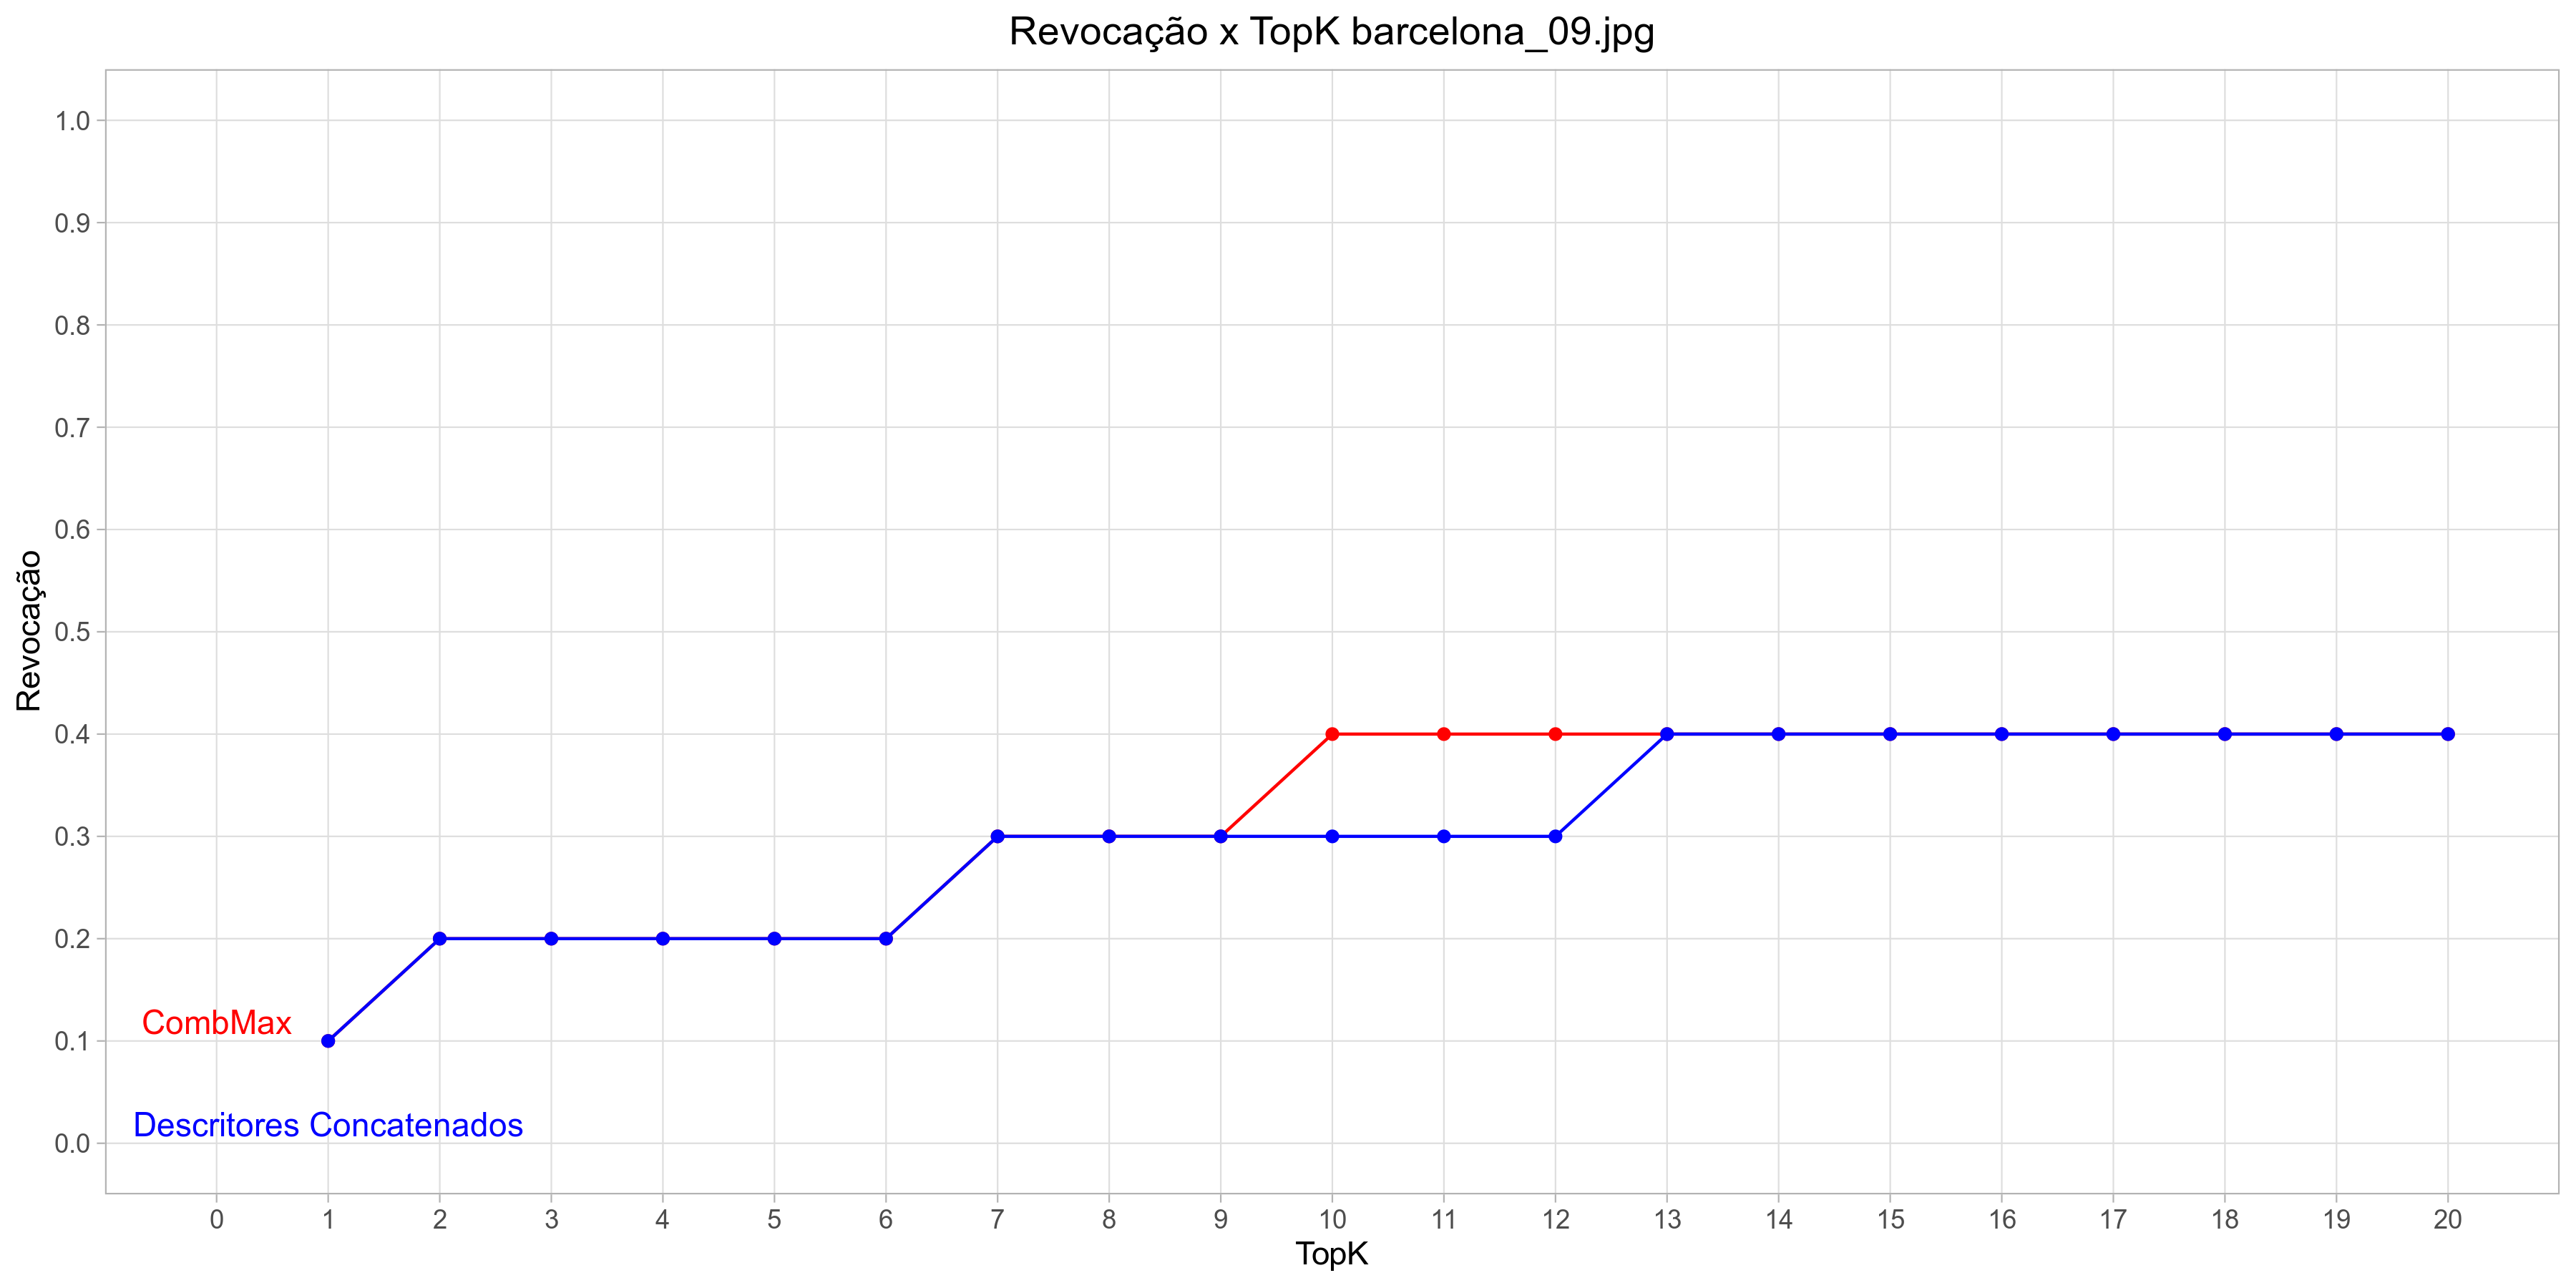 Revocação x TopK barcelona_09.jpg
1.0
0.9
0.8
0.7
0.6
0.5
0.4
0.3
0.2
0.1
0.0
Revocação
CombMax
Descritores Concatenados
0 1 2 3 4 5 6 7 8 9 10 11 12 13 14 15 16 17 18 19 20
TopK